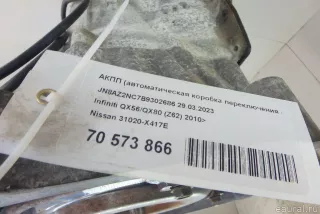 АКПП (автоматическая коробка переключения
JN8AZ2NC7B9302686 29.03.2023
Infiniti QX56/QX80 (Z62) 2010>
Nissan 31020-X417E
70 573 866